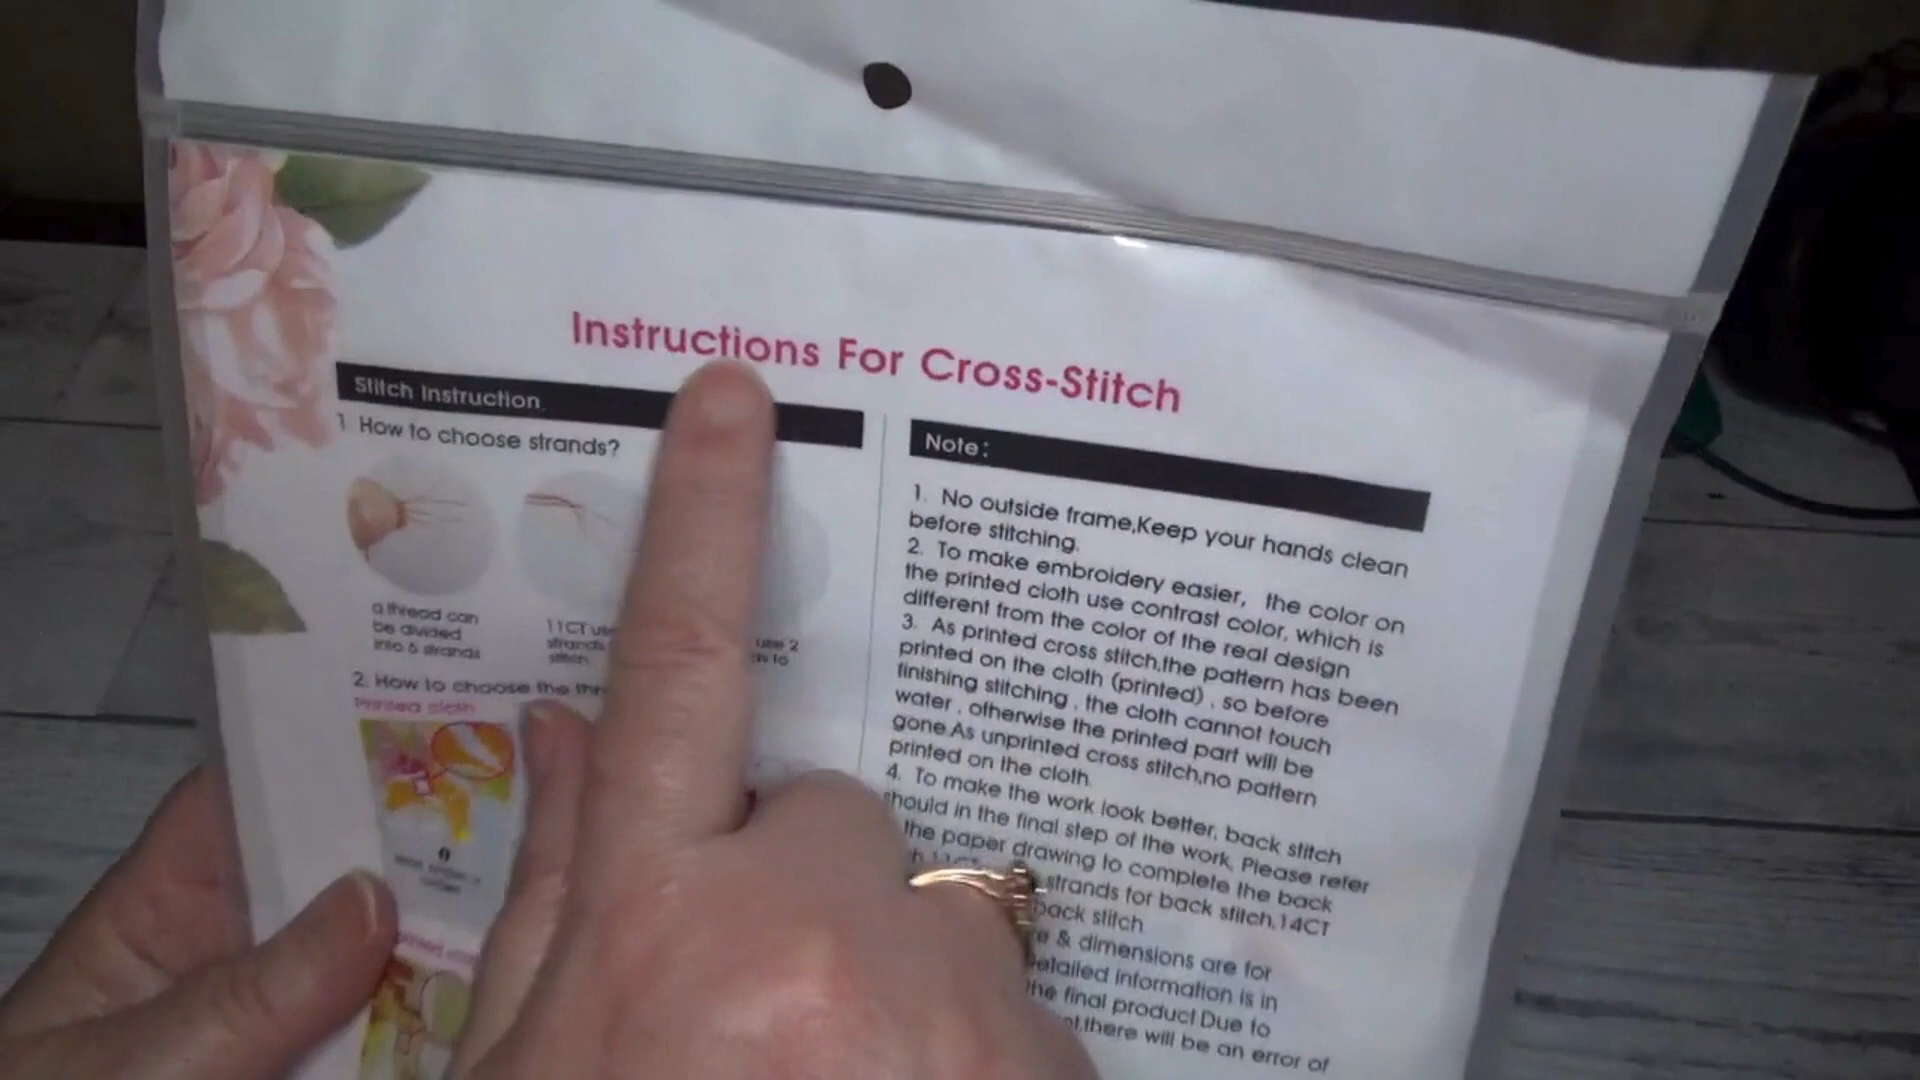 Instructions For Cross-Stitch
Stitch Instruction
1 How to choose strands?
a thread can
be divided
into 6 strands
11CT use
strands
stitch
use 2
to
2. How to choose the
Printed cloth
Note:
1. No outside frame,Keep your hands clean
before stitching.
2. To make embroidery easier, the color on
the printed cloth use contrast color, which is
different from the color of the real design
3. As printed cross stitch,the pattern has been
printed on the cloth (printed) , so before
finishing stitching , the cloth cannot touch
water , otherwise the printed part will be
gone.As unprinted cross stitch,no pattern
printed on the cloth.
4. To make the work look better, back stitch
should in the final step of the work, Please refer
the paper drawing to complete the back
strands for back stitch,14CT
back stitch
& dimensions are for
Detailed information is in
the final product Due to
there will be an error of